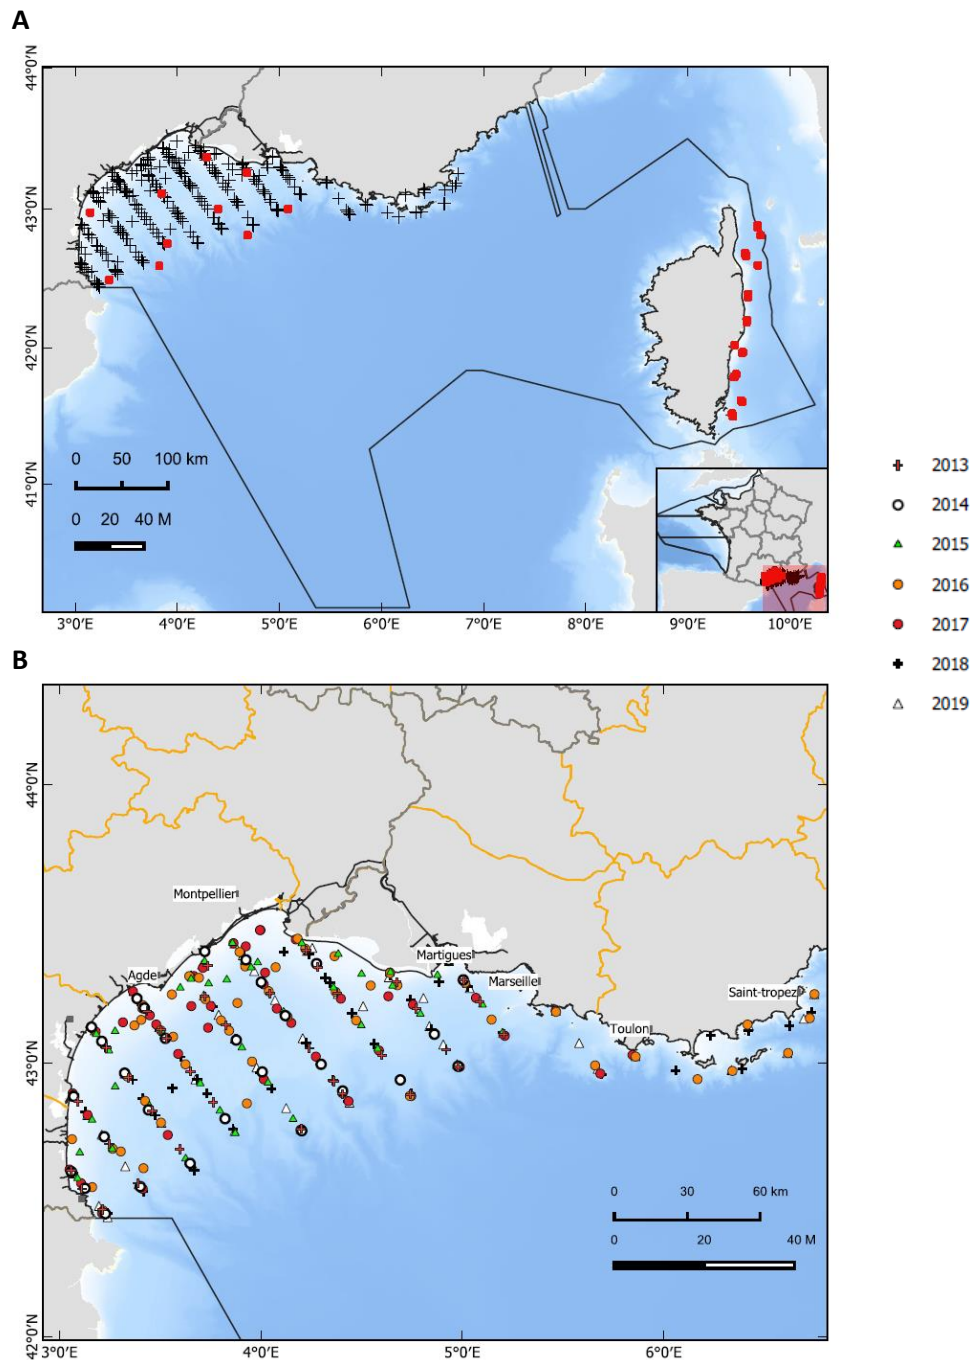 A
44°0'N
43°0'N
42°0'N
41°0'N
0 50 100 km
0 20 40 M
3°0'E 4°0'E 5°0'E 6°0'E 7°0'E 8°0'E 9°0'E 10°0'E
2013
2014
2015
2016
2017
2018
2019
B
44°0'N
43°0'N
42°0'N
Montpellier
Martigues
Agde
Marseille
Saint-tropez
Toulon
0 30 60 km
0 20 40 M
3°0'E 4°0'E 5°0'E 6°0'E